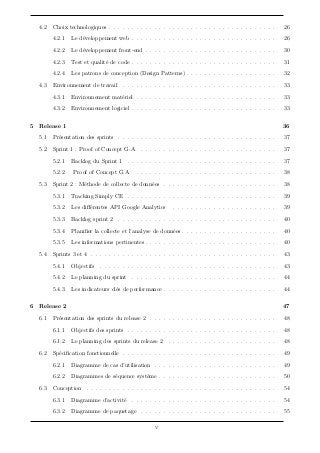 4.2 Choix technologiques . . . . . . . . . . . . . . . . . . . . 26
4.2.1 Le développement web . . . . . . . . . . . . . . . . . . . . 26
4.2.2 Le développement front-end . . . . . . . . . . . . . . . . . . . . 30
4.2.3 Test et qualité de code . . . . . . . . . . . . . . . . . . . . 31
4.2.4 Les patrons de conception (Design Patterns) . . . . . . . . . . . . . . . . . . . . 32
4.3 Environnement de travail . . . . . . . . . . . . . . . . . . . . 33
4.3.1 Environnement matériel . . . . . . . . . . . . . . . . . . . . 33
4.3.2 Environnement logiciel . . . . . . . . . . . . . . . . . . . . 33
5 Release 1 36
5.1 Présentation des sprints . . . . . . . . . . . . . . . . . . . . 37
5.2 Sprint 1 : Proof of Concept G.A . . . . . . . . . . . . . . . . . . . . 37
5.2.1 Backlog du Sprint 1 . . . . . . . . . . . . . . . . . . . . 37
5.2.2 Proof of Concept G.A . . . . . . . . . . . . . . . . . . . . 38
5.3 Sprint 2 : Méthode de collecte de données . . . . . . . . . . . . . . . . . . . . 38
5.3.1 Tracking Simply CE . . . . . . . . . . . . . . . . . . . . 39
5.3.2 Les différentes API Google Analytics . . . . . . . . . . . . . . . . . . . . 39
5.3.3 Backlog sprint 2 . . . . . . . . . . . . . . . . . . . . 40
5.3.4 Planifier la collecte et l'analyse de données . . . . . . . . . . . . . . . . . . . . 40
5.3.5 Les informations pertinentes . . . . . . . . . . . . . . . . . . . . 40
5.4 Sprints 3 et 4 . . . . . . . . . . . . . . . . . . . . 43
5.4.1 Objectifs . . . . . . . . . . . . . . . . . . . . 43
5.4.2 Le planning du sprint . . . . . . . . . . . . . . . . . . . . 44
5.4.3 Les indicateurs clés de performance . . . . . . . . . . . . . . . . . . . . 44
6 Release 2 47
6.1 Présentation des sprints du release 2 . . . . . . . . . . . . . . . . . . . . 48
6.1.1 Objectifs des sprints . . . . . . . . . . . . . . . . . . . . 48
6.1.2 Le planning des sprints du release 2 . . . . . . . . . . . . . . . . . . . . 48
6.2 Spécification fonctionnelle . . . . . . . . . . . . . . . . . . . . 49
6.2.1 Diagramme de cas d'utilisation . . . . . . . . . . . . . . . . . . . . 49
6.2.2 Diagrammes de séquence système . . . . . . . . . . . . . . . . . . . . 50
6.3 Conception . . . . . . . . . . . . . . . . . . . . 54
6.3.1 Diagramme d'activité . . . . . . . . . . . . . . . . . . . . 54
6.3.2 Diagramme de paquetage . . . . . . . . . . . . . . . . . . . . 55